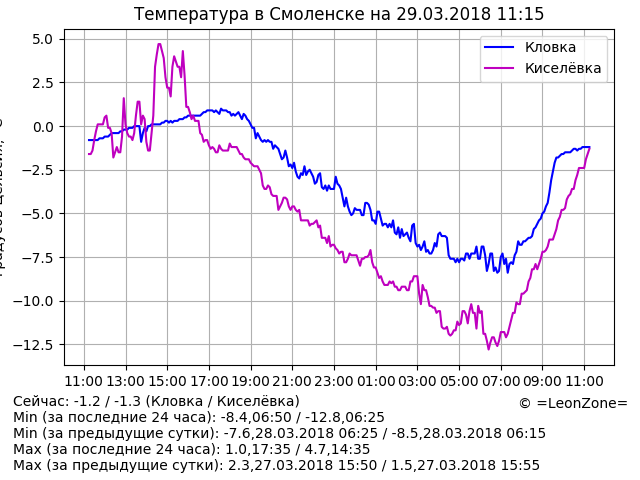 Температура в Смоленске на 29.03.2018 11:15
Кловка
Киселёвка
5.0
2.5
0.0
−2.5
−5.0
−7.5
−10.0
−12.5
11:00 13:00 15:00 17:00 19:00 21:00 23:00 01:00 03:00 05:00 07:00 09:00 11:00
Сейчас: -1.2 / -1.3 (Кловка / Киселёвка)
© =LeonZone=
Min (за последние 24 часа): -8.4,06:50 / -12.8,06:25
Min (за предыдущие сутки): -7.6,28.03.2018 06:25 / -8.5,28.03.2018 06:15
Max (за последние 24 часа): 1.0,17:35 / 4.7,14:35
Max (за предыдущие сутки): 2.3,27.03.2018 15:50 / 1.5,27.03.2018 15:55